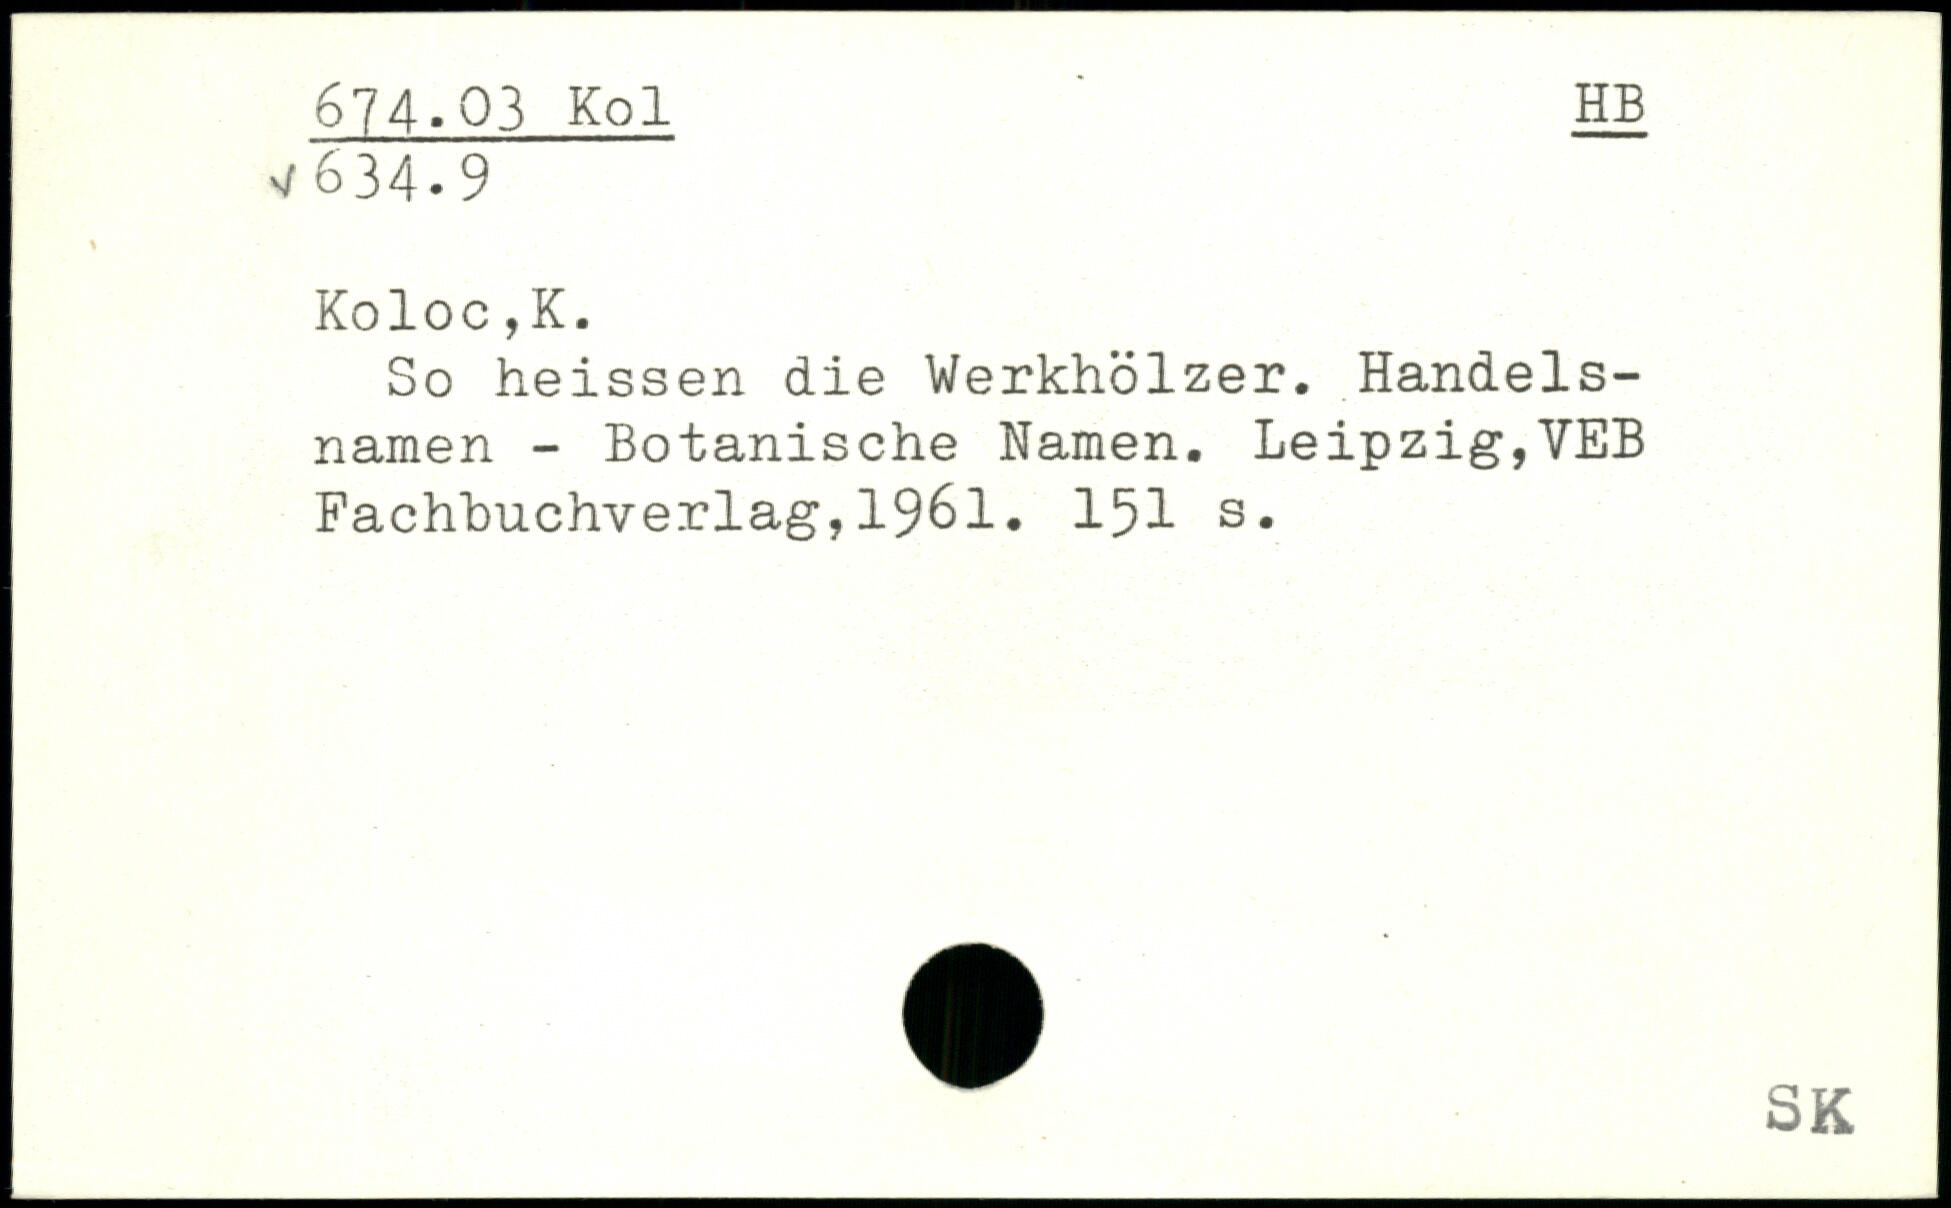 674.03 Kol HB
✓ 634.9
Koloc,K.
So heissen die Werkhölzer. Handels-
namen - Botanische Namen. Leipzig,VEB
Fachbuchverlag,1961. 151 s.
SK